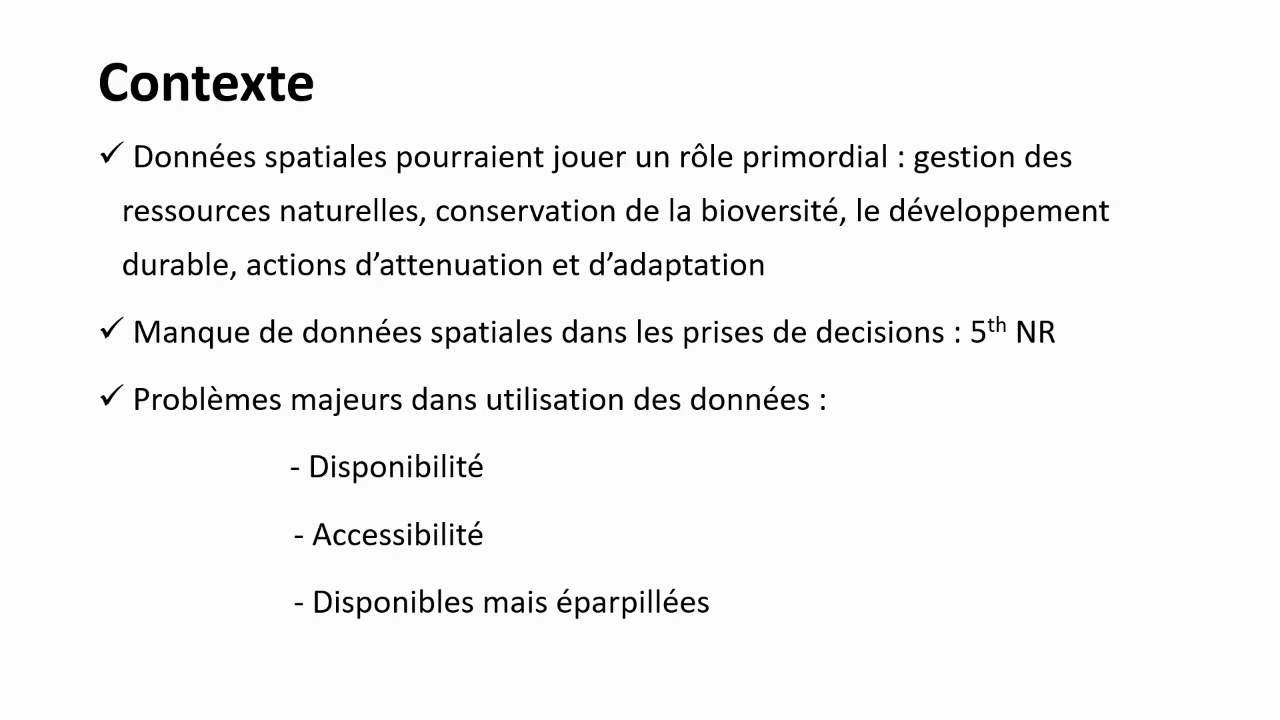 Contexte
✓ Données spatiales pourraient jouer un rôle primordial : gestion des
ressources naturelles, conservation de la bioversité, le développement
durable, actions d’attenuation et d’adaptation
✓ Manque de données spatiales dans les prises de decisions : 5th NR
✓ Problèmes majeurs dans utilisation des données :
- Disponibilité
- Accessibilité
- Disponibles mais éparpillées